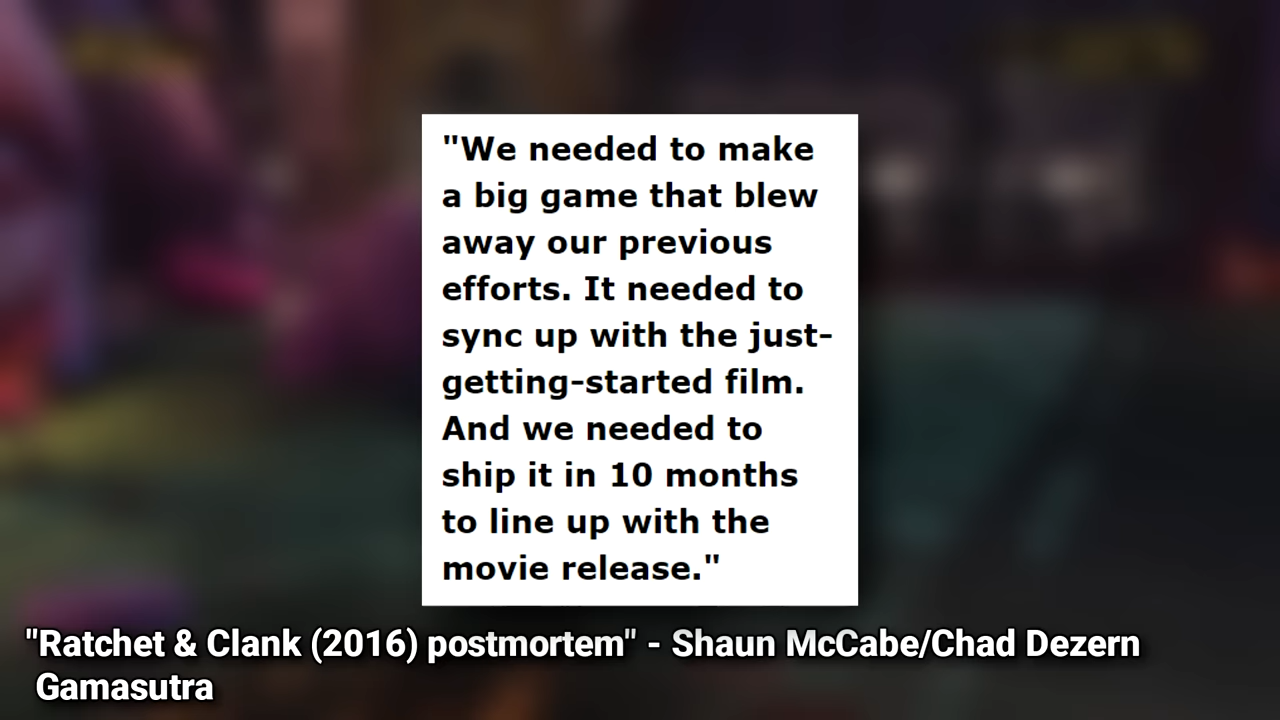 "We needed to make
a big game that blew
away our previous
efforts. It needed to
sync up with the just-
getting-started film.
And we needed to
ship it in 10 months
to line up with the
movie release."
"Ratchet & Clank (2016) postmortem" - Shaun McCabe/Chad Dezern
Gamasutra